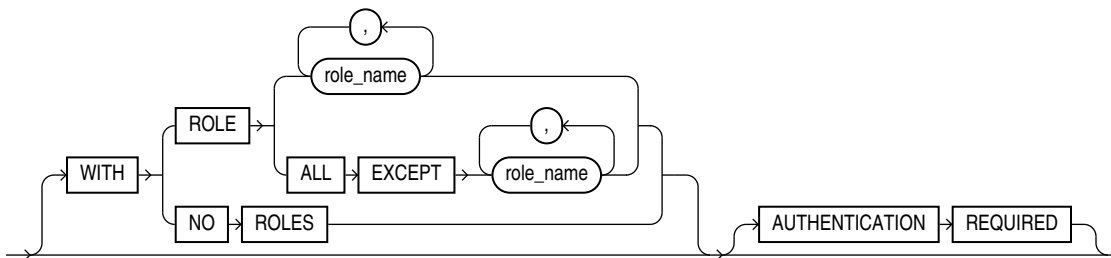 ,
role_name
ROLE
,
WITH
ALL EXCEPT role_name
NO ROLES
AUTHENTICATION REQUIRED